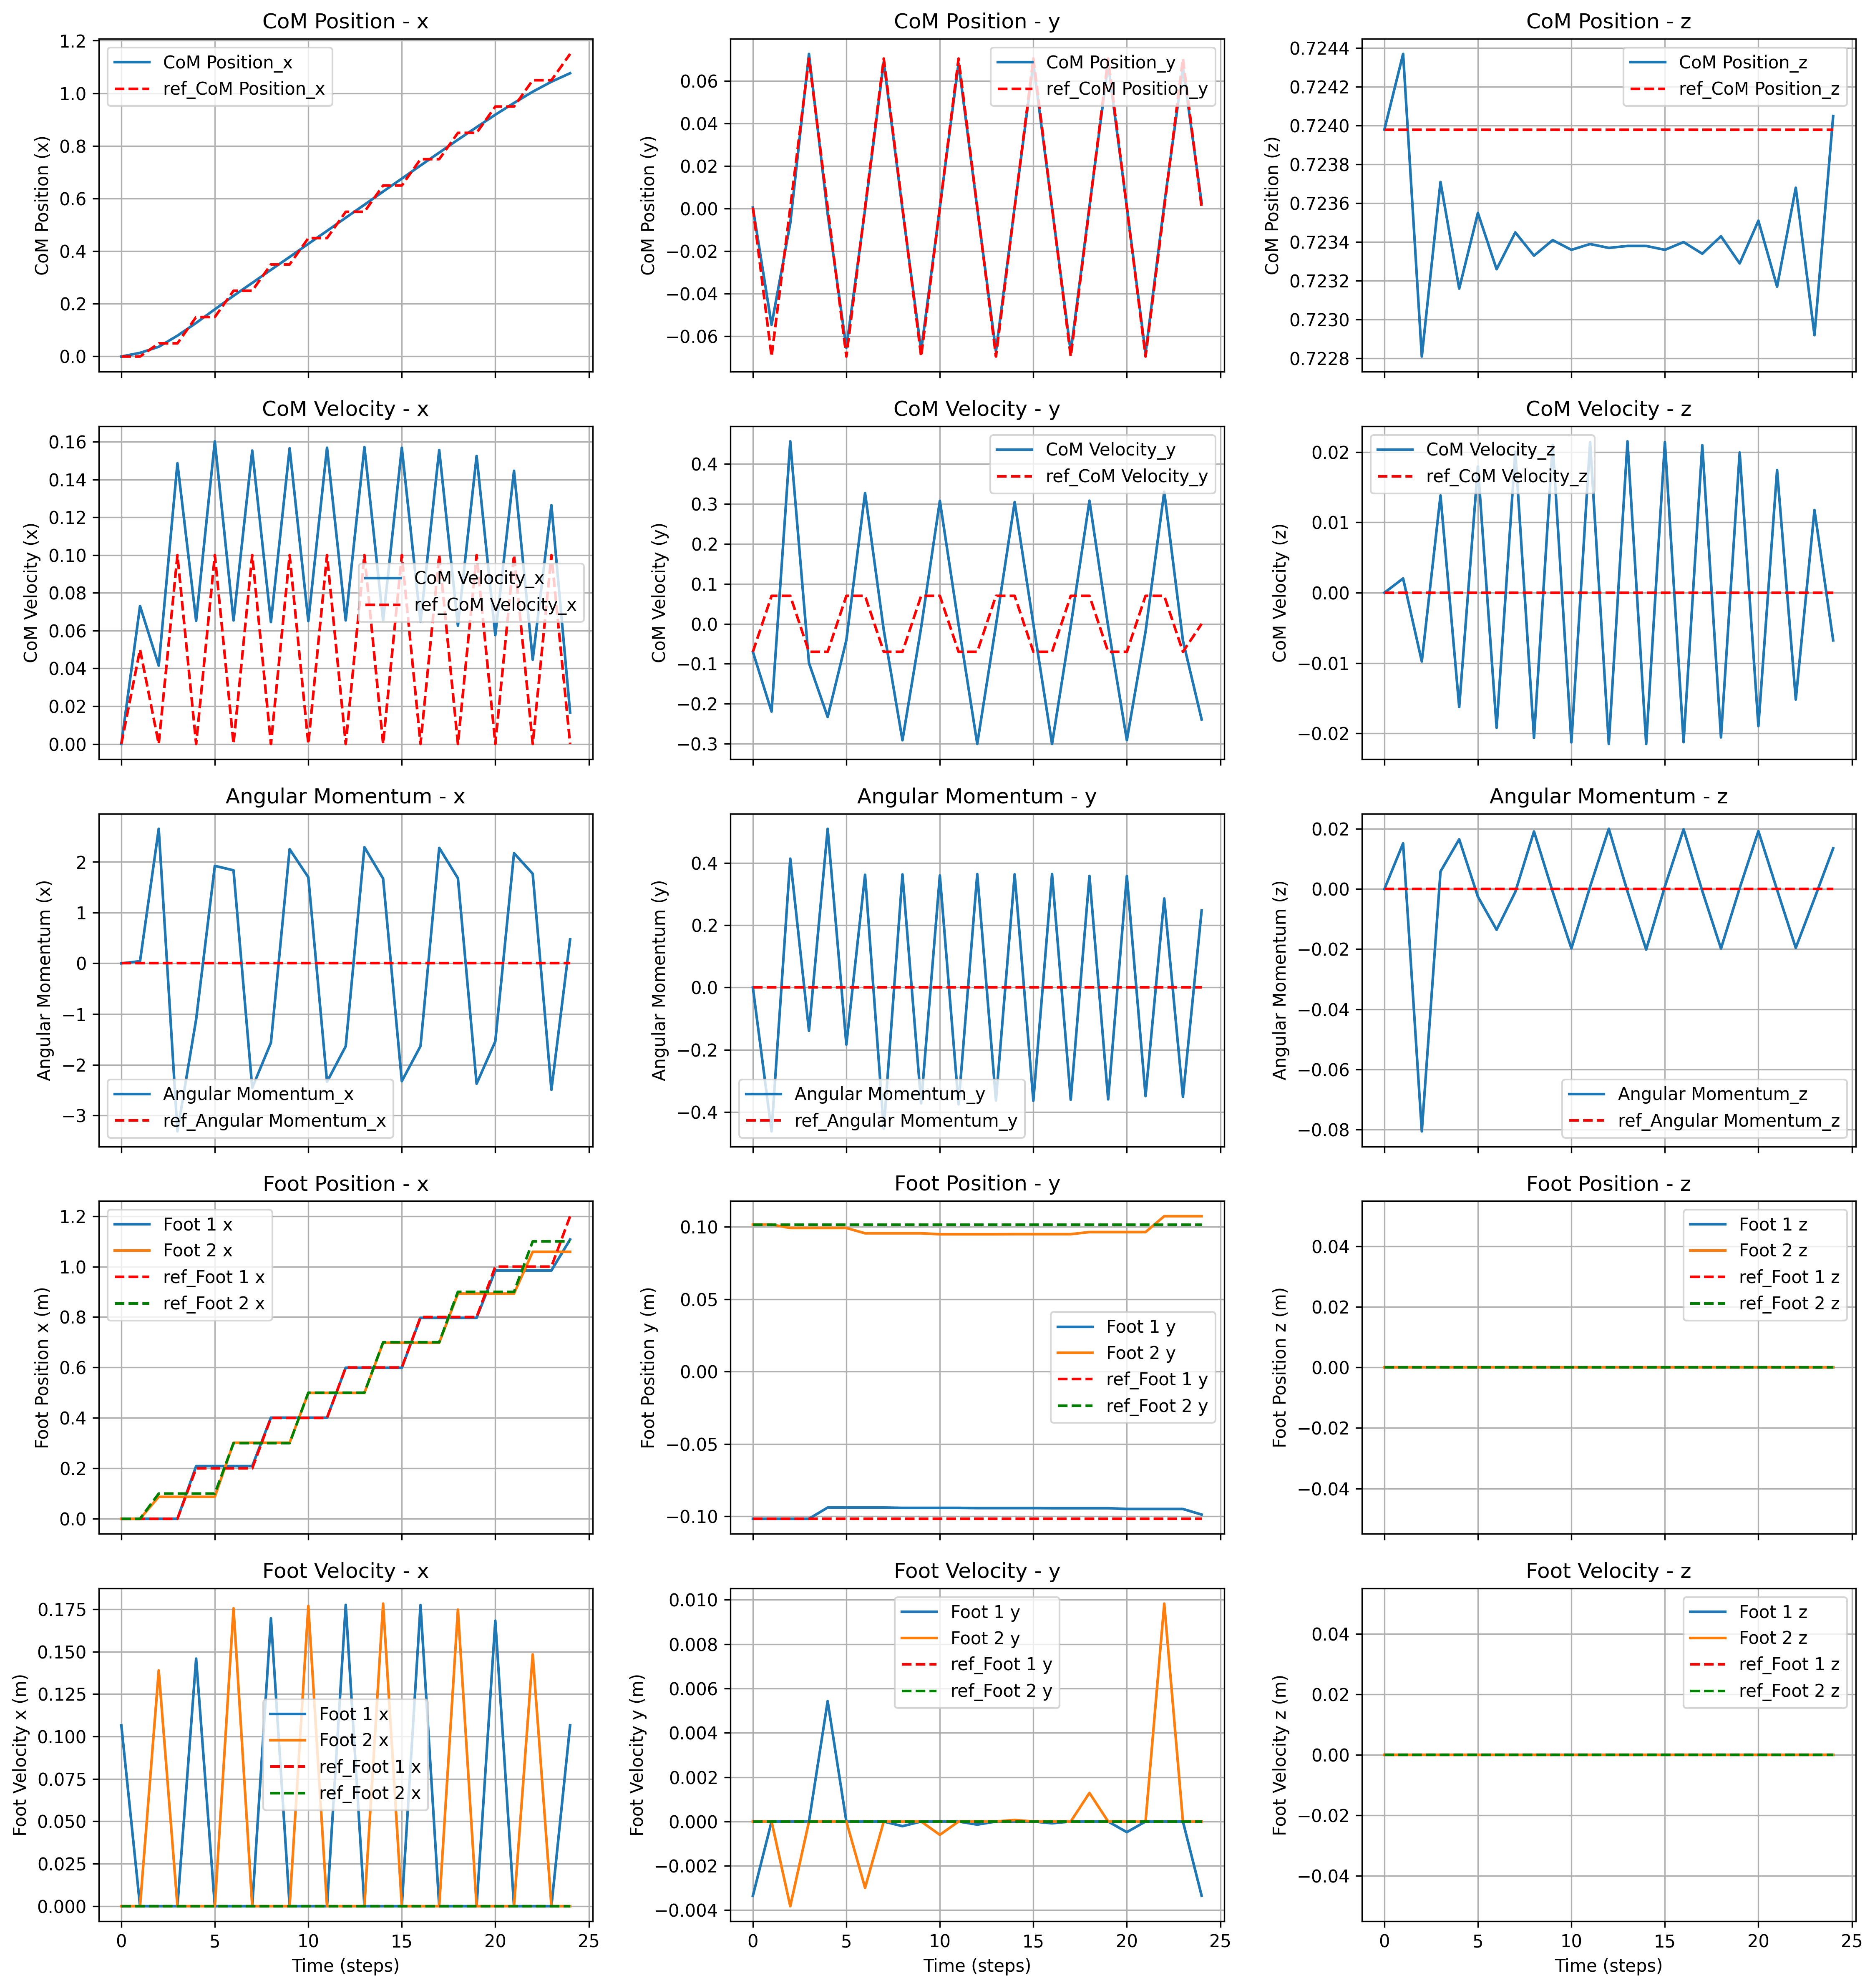 CoM Position - x
CoM Position (x)
1.2
1.0
0.8
0.6
0.4
0.2
0.0
CoM Position_x
ref_CoM Position_x
CoM Position - y
CoM Position (y)
0.06
0.04
0.02
0.00
−0.02
−0.04
−0.06
CoM Position_y
ref_CoM Position_y
CoM Position - z
CoM Position (z)
0.7244
0.7242
0.7240
0.7238
0.7236
0.7234
0.7232
0.7230
0.7228
CoM Position_z
ref_CoM Position_z
CoM Velocity - x
CoM Velocity (x)
0.16
0.14
0.12
0.10
0.08
0.06
0.04
0.02
0.00
CoM Velocity_x
ref_CoM Velocity_x
CoM Velocity - y
CoM Velocity (y)
0.4
0.3
0.2
0.1
0.0
−0.1
−0.2
−0.3
CoM Velocity_y
ref_CoM Velocity_y
CoM Velocity - z
CoM Velocity (z)
0.02
0.01
0.00
−0.01
−0.02
CoM Velocity_z
ref_CoM Velocity_z
Angular Momentum - x
Angular Momentum (x)
2
1
0
−1
−2
−3
Angular Momentum_x
ref_Angular Momentum_x
Angular Momentum - y
Angular Momentum (y)
0.4
0.2
0.0
−0.2
−0.4
Angular Momentum_y
ref_Angular Momentum_y
Angular Momentum - z
Angular Momentum (z)
0.02
0.00
−0.02
−0.04
−0.06
−0.08
Angular Momentum_z
ref_Angular Momentum_z
Foot Position - x
Foot Position x (m)
1.2
1.0
0.8
0.6
0.4
0.2
0.0
Foot 1 x
Foot 2 x
ref_Foot 1 x
ref_Foot 2 x
Foot Position - y
Foot Position y (m)
0.10
0.05
0.00
−0.05
−0.10
Foot 1 y
Foot 2 y
ref_Foot 1 y
ref_Foot 2 y
Foot Position - z
Foot Position z (m)
0.04
0.02
0.00
−0.02
−0.04
Foot 1 z
Foot 2 z
ref_Foot 1 z
ref_Foot 2 z
Foot Velocity - x
Foot Velocity x (m)
0.175
0.150
0.125
0.100
0.075
0.050
0.025
0.000
Foot 1 x
Foot 2 x
ref_Foot 1 x
ref_Foot 2 x
0 5 10 15 20 25
Time (steps)
Foot Velocity - y
Foot Velocity y (m)
0.010
0.008
0.006
0.004
0.002
0.000
−0.002
−0.004
Foot 1 y
Foot 2 y
ref_Foot 1 y
ref_Foot 2 y
0 5 10 15 20 25
Time (steps)
Foot Velocity - z
Foot Velocity z (m)
0.04
0.02
0.00
−0.02
−0.04
Foot 1 z
Foot 2 z
ref_Foot 1 z
ref_Foot 2 z
0 5 10 15 20 25
Time (steps)